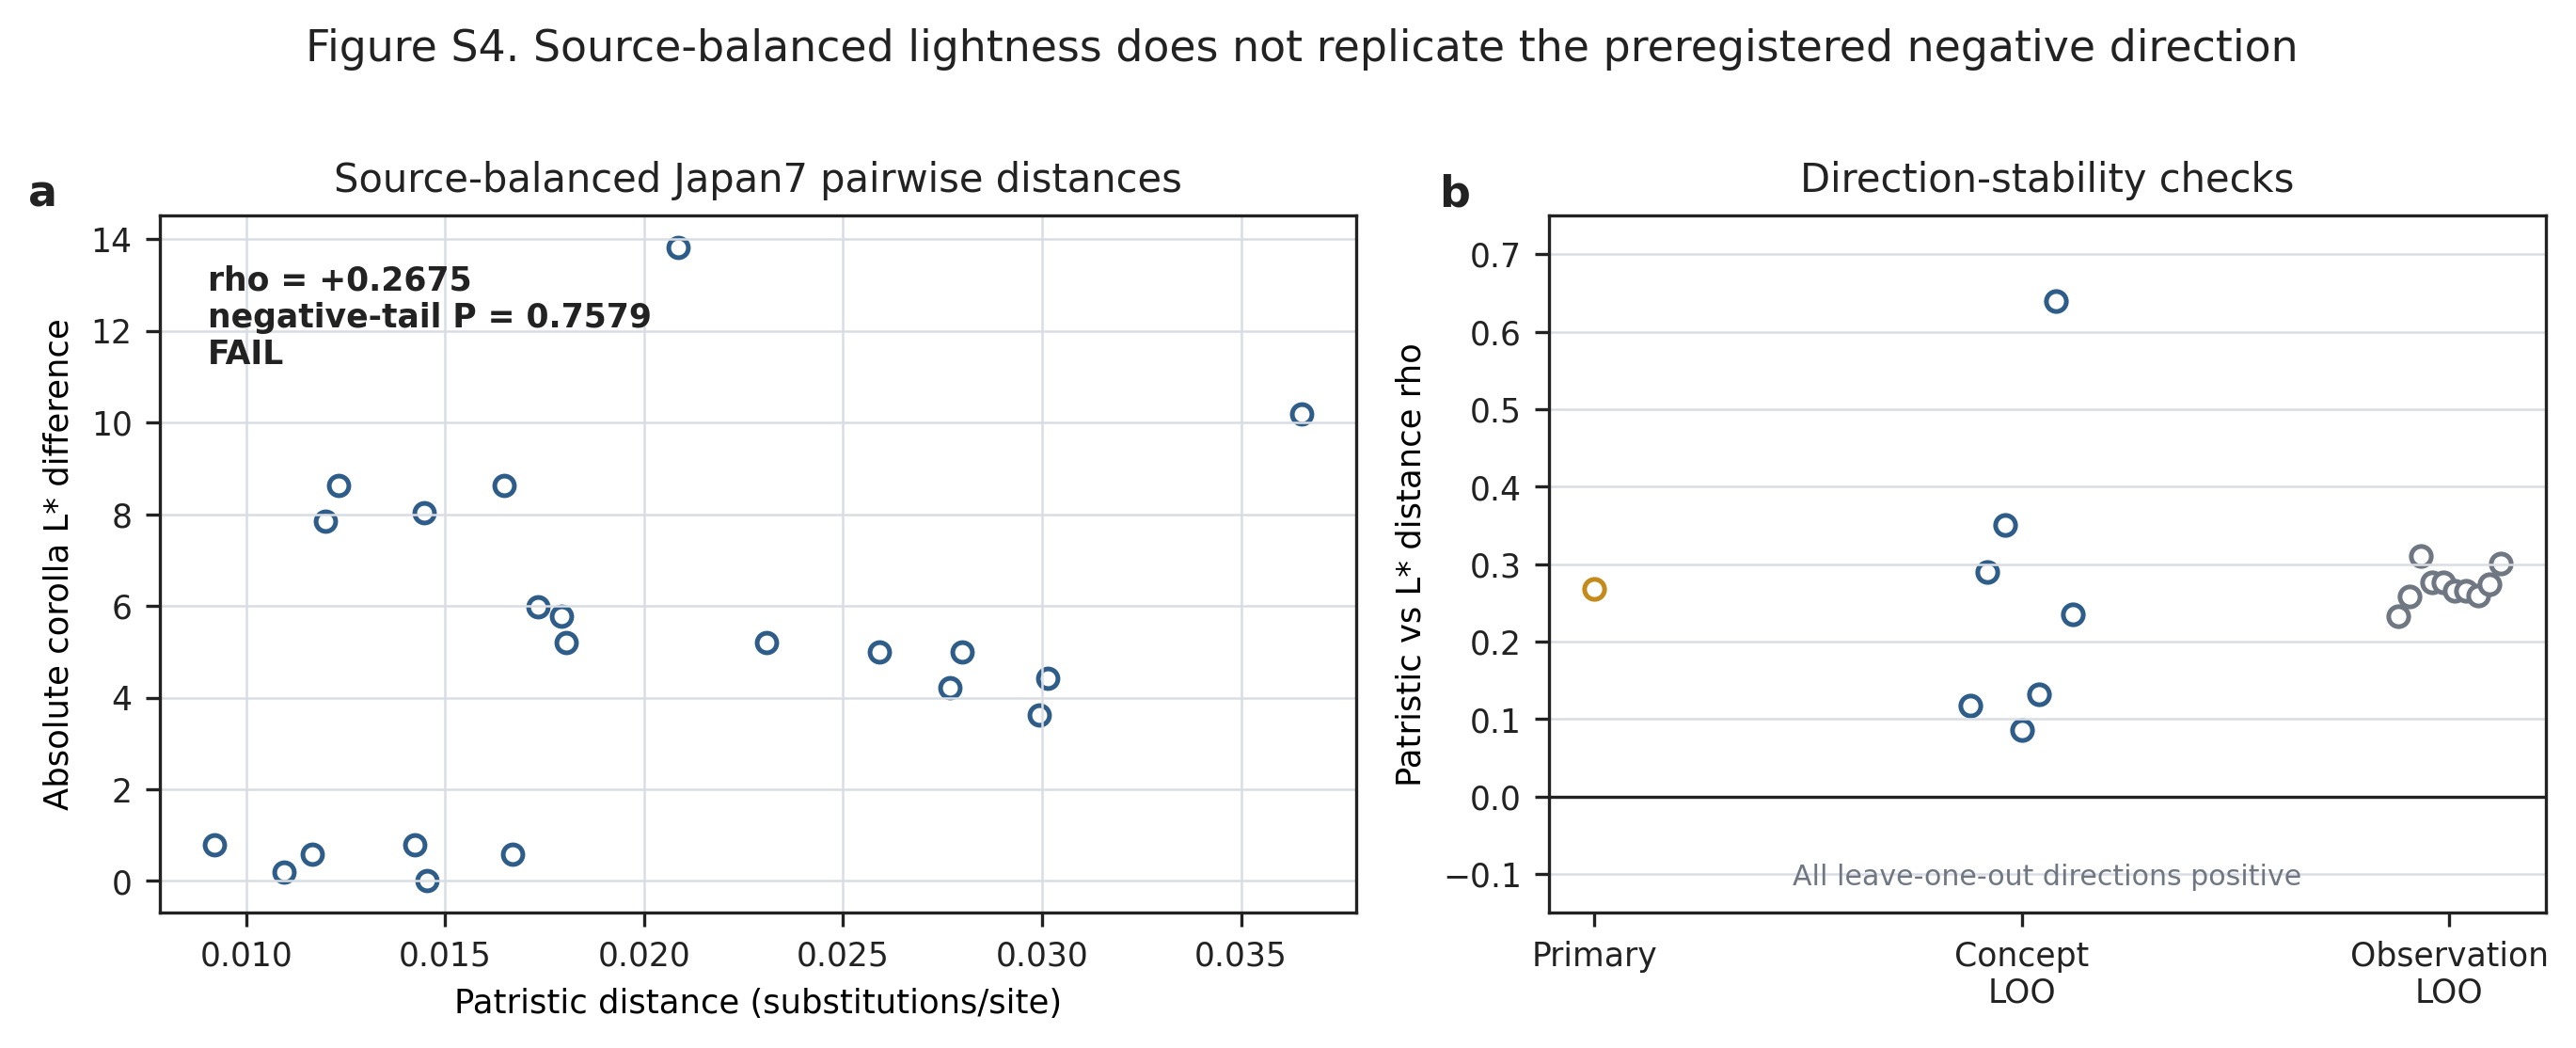 Figure S4. Source-balanced lightness does not replicate the preregistered negative direction
a
Source-balanced Japan7 pairwise distances
rho = +0.2675
negative-tail P = 0.7579
FAIL
Absolute corolla L* difference
14
12
10
8
6
4
2
0
0.010 0.015 0.020 0.025 0.030 0.035
Patristic distance (substitutions/site)
b
Direction-stability checks
Patristic vs L* distance rho
0.7
0.6
0.5
0.4
0.3
0.2
0.1
0.0
−0.1
All leave-one-out directions positive
Primary
Concept
LOO
Observation
LOO